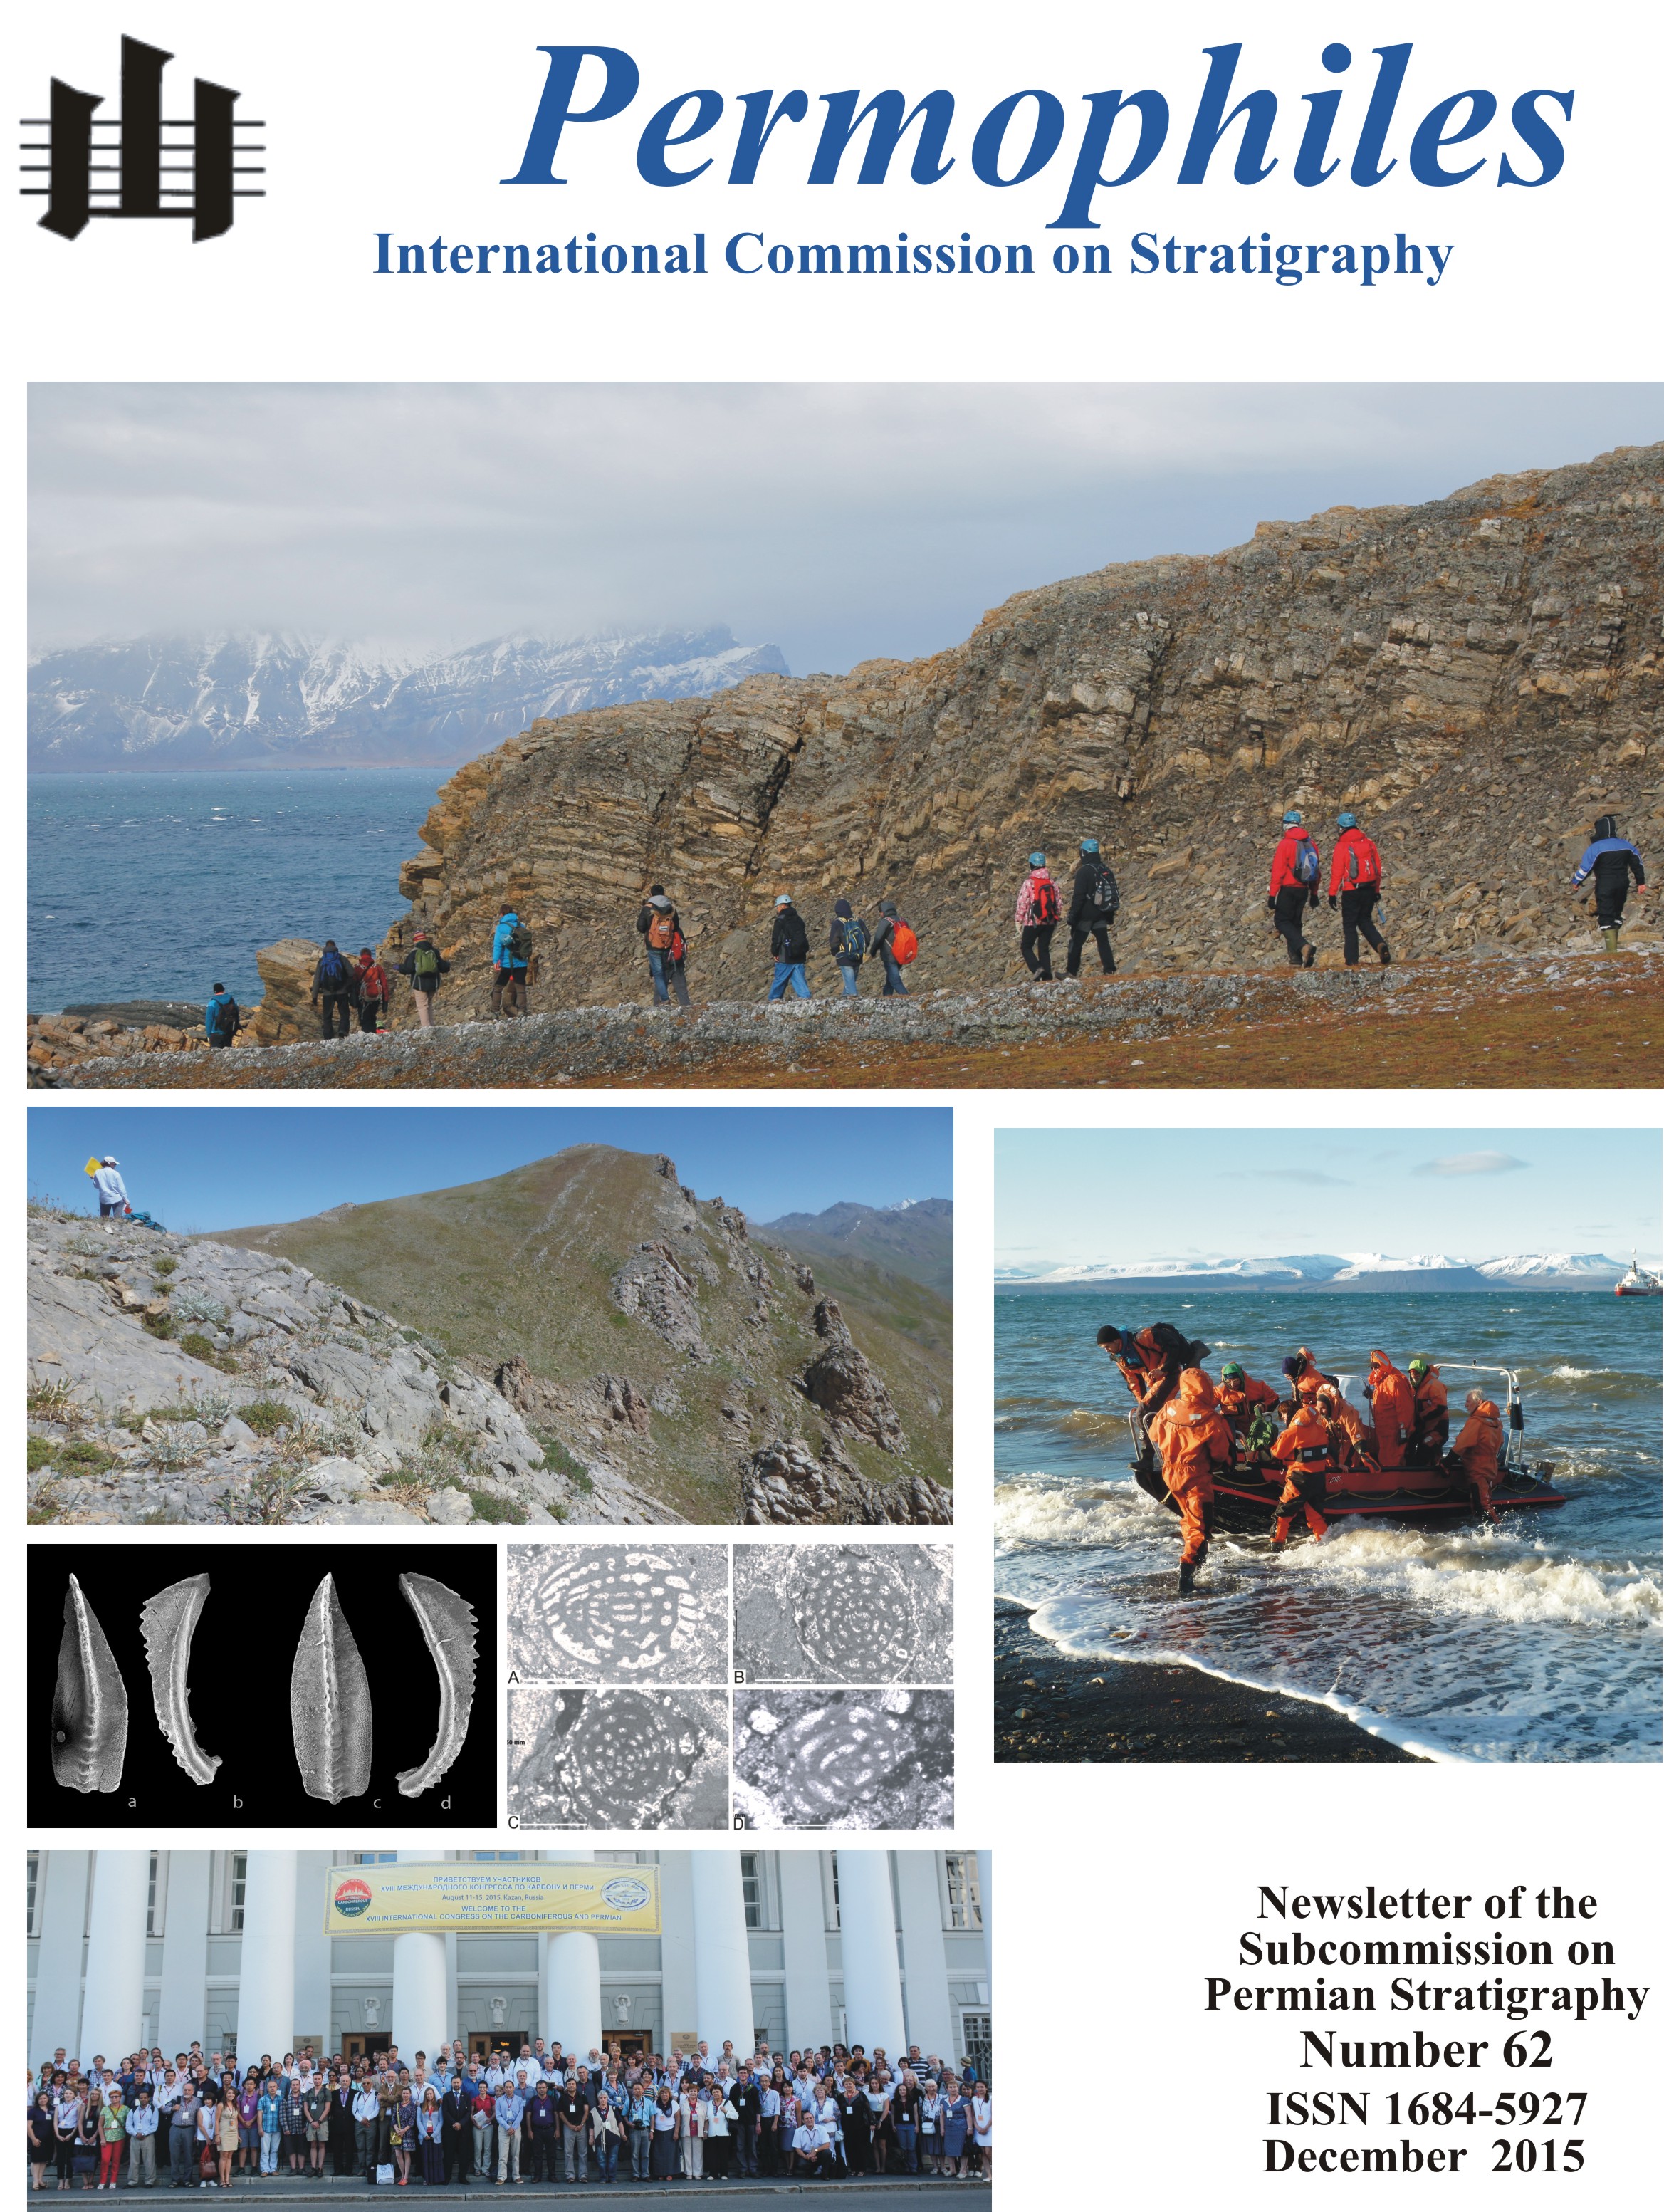 Permophiles
International Commission on Stratigraphy
a b c d
A
B
50 mm
C
D
ПРИВЕТСТВУЕМ УЧАСТНИКОВ
XVIII МЕЖДУНАРОДНОГО КОНГРЕССА ПО КАРБОНУ И ПЕРМИ
August 11-15, 2015, Kazan, Russia
WELCOME TO THE
XVIII INTERNATIONAL CONGRESS ON THE CARBONIFEROUS AND PERMIAN
Newsletter of the
Subcommission on
Permian Stratigraphy
Number 62
ISSN 1684-5927
December 2015